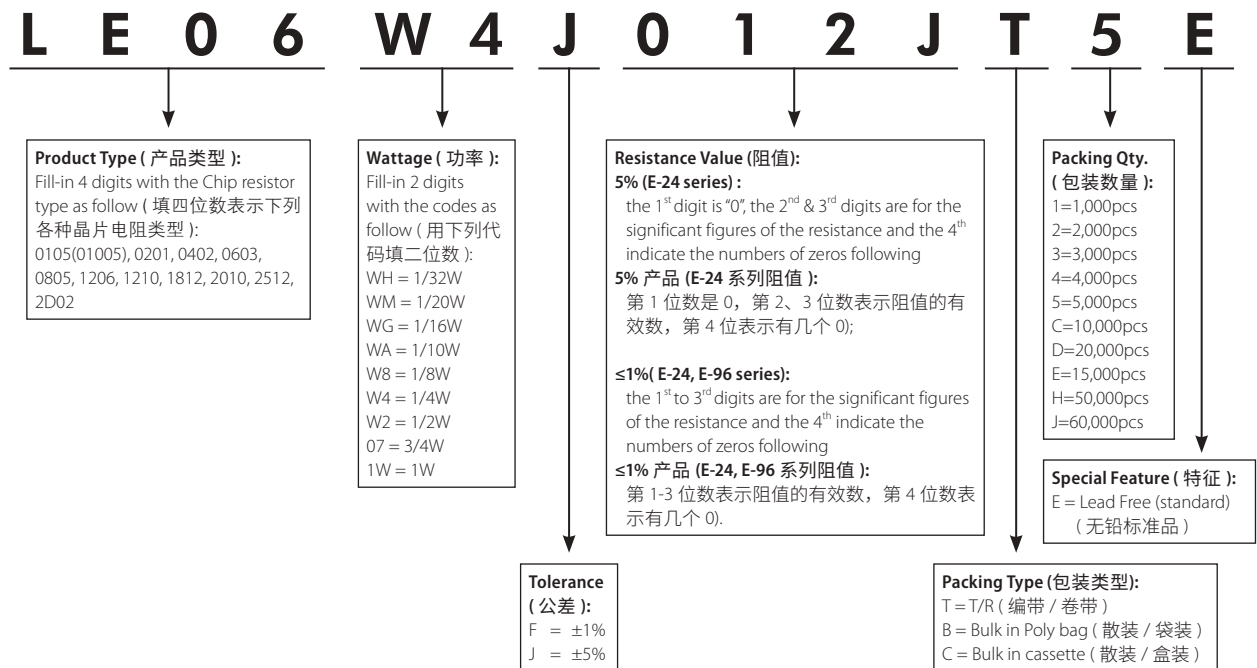 LE06 W4 J 012J T 5 E
Product Type ( 产品类型 ):
Fill-in 4 digits with the Chip resistor
type as follow ( 填四位数表示下列
各种晶片电阻类型 ):
0105(01005), 0201, 0402, 0603,
0805, 1206, 1210, 1812, 2010, 2512,
2D02
Wattage ( 功率 ):
Fill-in 2 digits
with the codes as
follow ( 用下列代
码填二位数 ):
WH = 1/32W
WM = 1/20W
WG = 1/16W
WA = 1/10W
W8 = 1/8W
W4 = 1/4W
W2 = 1/2W
07 = 3/4W
1W = 1W
Tolerance
( 公差 ):
F = ±1%
J = ±5%
Resistance Value (阻值):
5% (E-24 series) :
the 1st digit is “0”, the 2nd & 3rd digits are for the
significant figures of the resistance and the 4th
indicate the numbers of zeros following
5% 产品 (E-24 系列阻值 ):
第 1 位数是 0，第 2、3 位数表示阻值的有
效数，第 4 位表示有几个 0);
≤1%( E-24, E-96 series):
the 1st to 3rd digits are for the significant figures
of the resistance and the 4th indicate the
numbers of zeros following
≤1% 产品 (E-24, E-96 系列阻值 ):
第 1-3 位数表示阻值的有效数，第 4 位数表
示有几个 0).
Packing Type (包装类型):
T = T/R ( 编带 / 卷带 )
B = Bulk in Poly bag ( 散装 / 袋装 )
C = Bulk in cassette ( 散装 / 盒装 )
Packing Qty.
( 包装数量 ):
1=1,000pcs
2=2,000pcs
3=3,000pcs
4=4,000pcs
5=5,000pcs
C=10,000pcs
D=20,000pcs
E=15,000pcs
H=50,000pcs
J=60,000pcs
Special Feature ( 特征 ):
E = Lead Free (standard)
( 无铅标准品 )